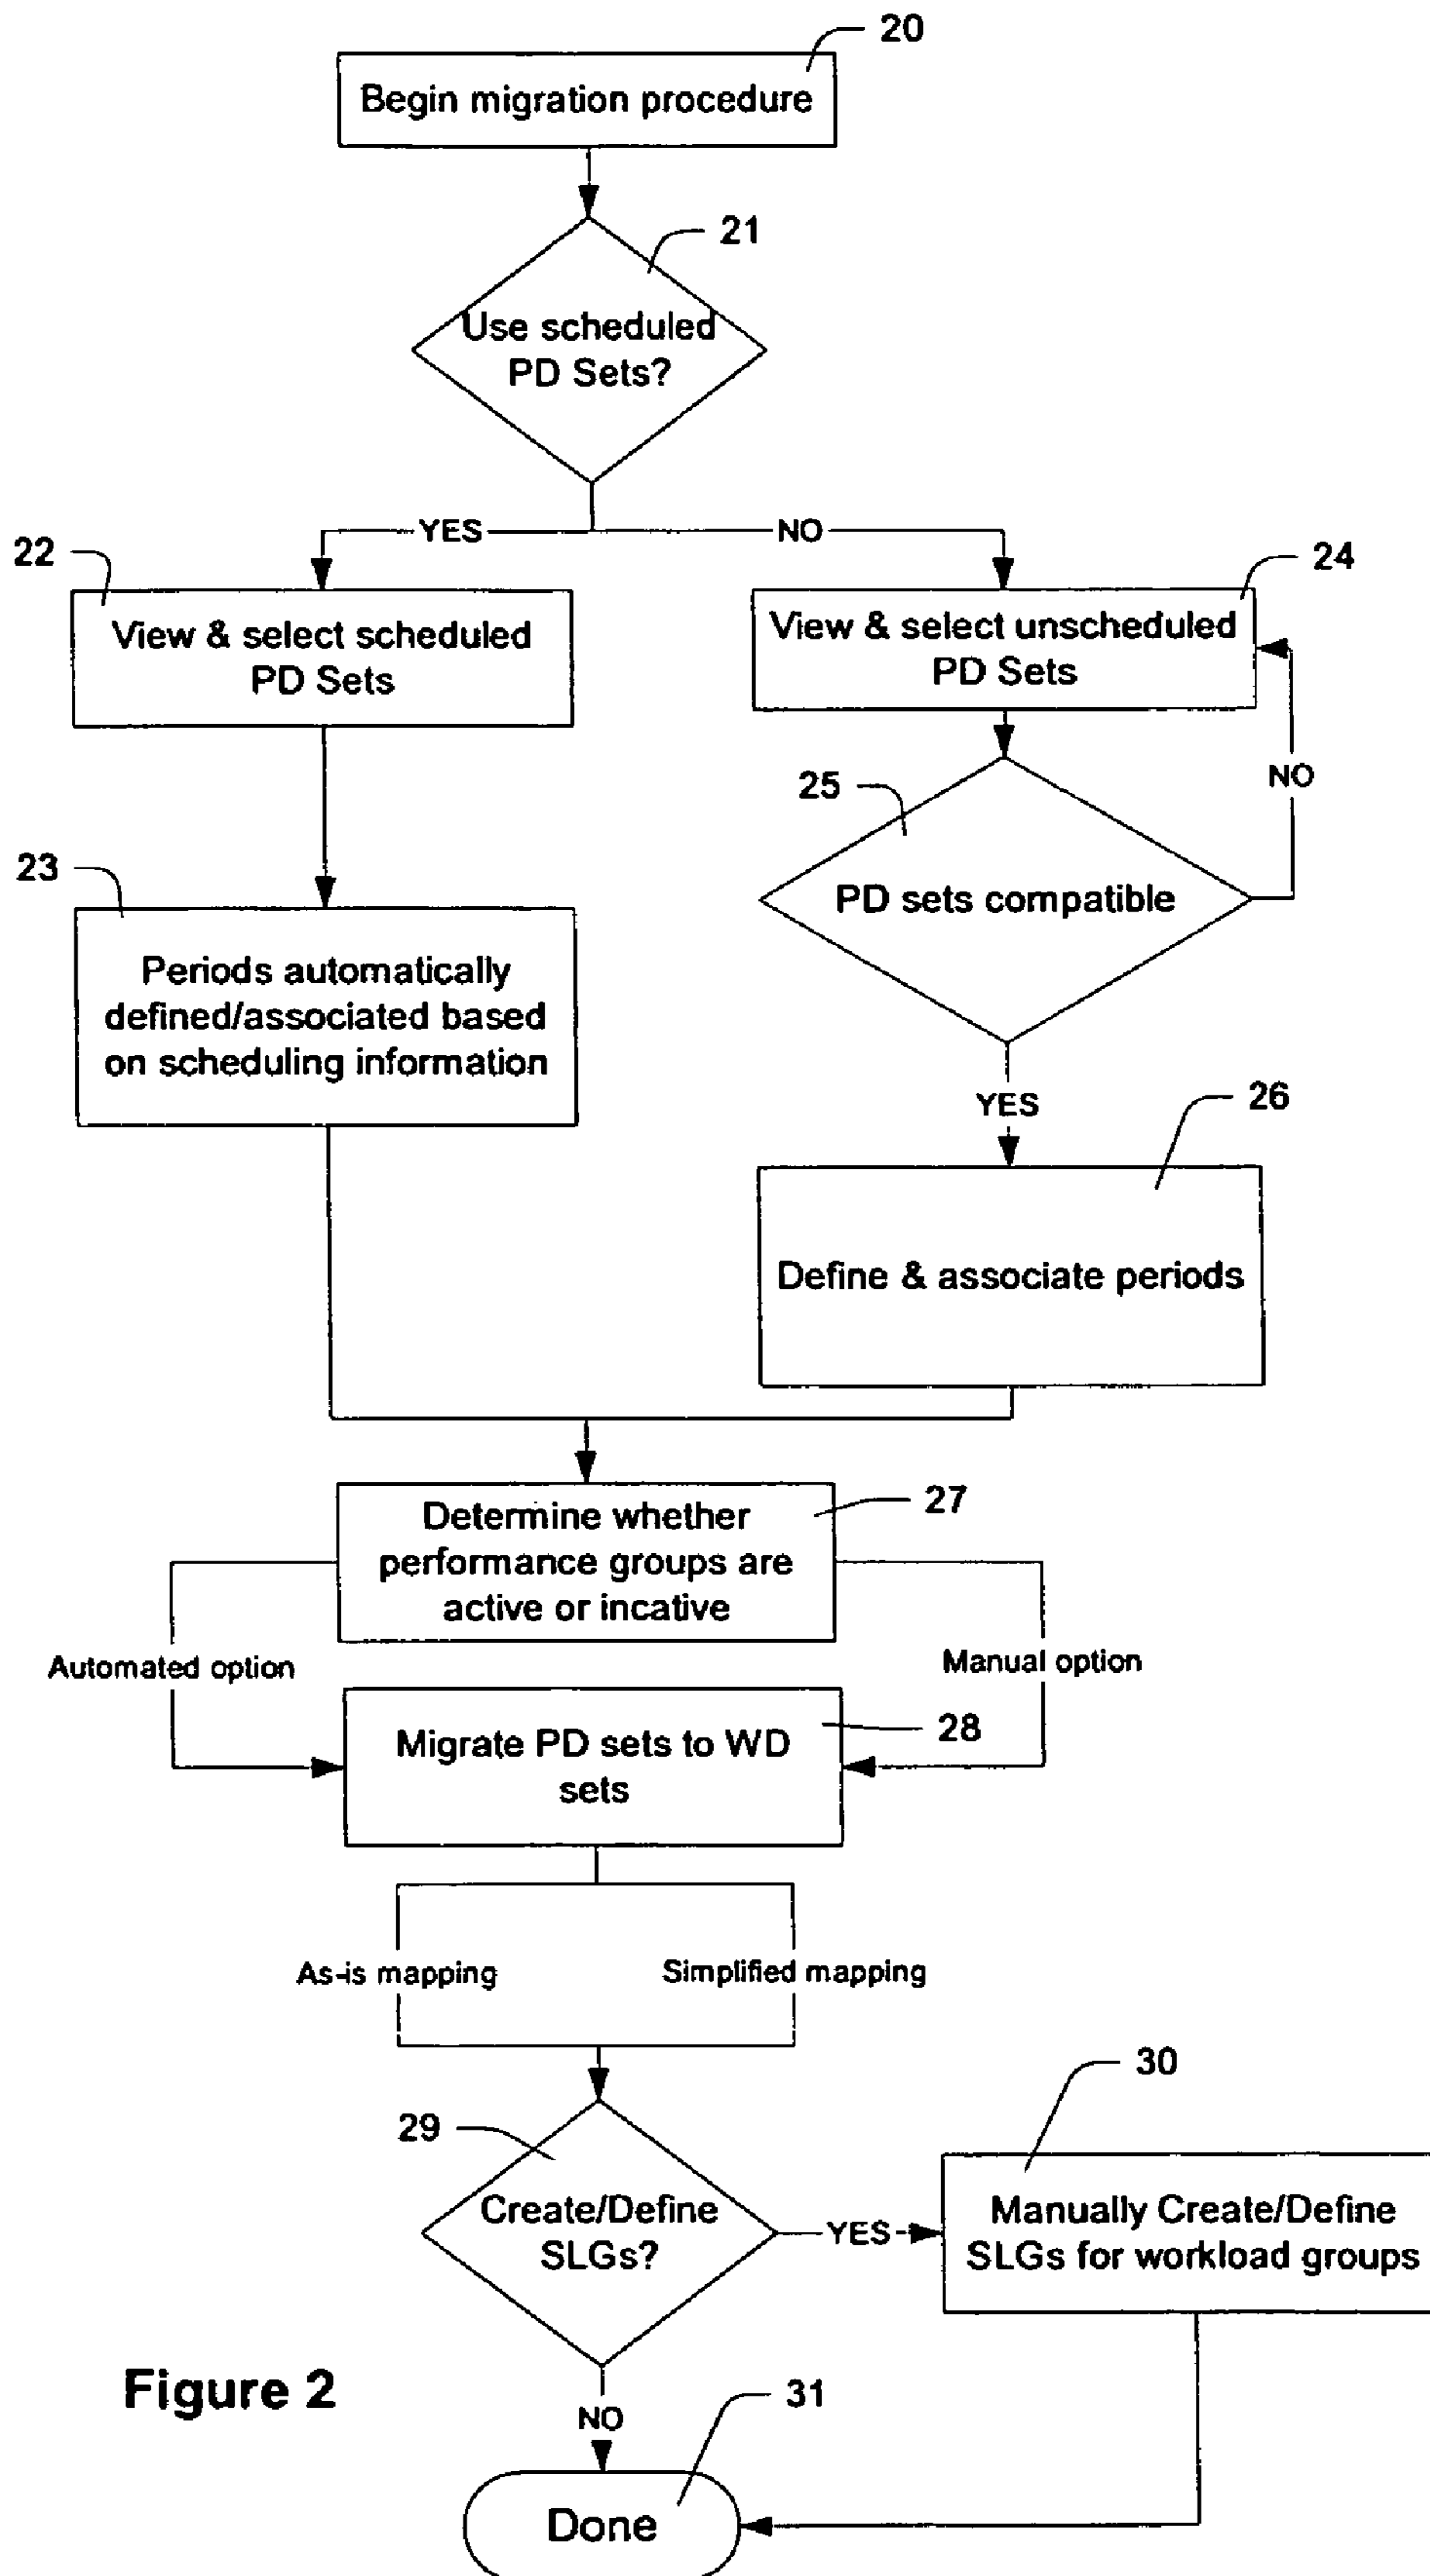 20
Begin migration procedure
21
Use scheduled
PD Sets?
YES
NO
22
24
View & select scheduled
PD Sets
View & select unscheduled
PD Sets
NO
25
PD sets compatible
23
Periods automatically
defined/associated based
on scheduling information
YES
26
Define & associate periods
27
Determine whether
performance groups are
active or incative
Automated option
Manual option
28
Migrate PD sets to WD
sets
As-is mapping
Simplified mapping
29
30
Create/Define
SLGs?
YES
Manually Create/Define
SLGs for workload groups
Figure 2
NO
31
Done